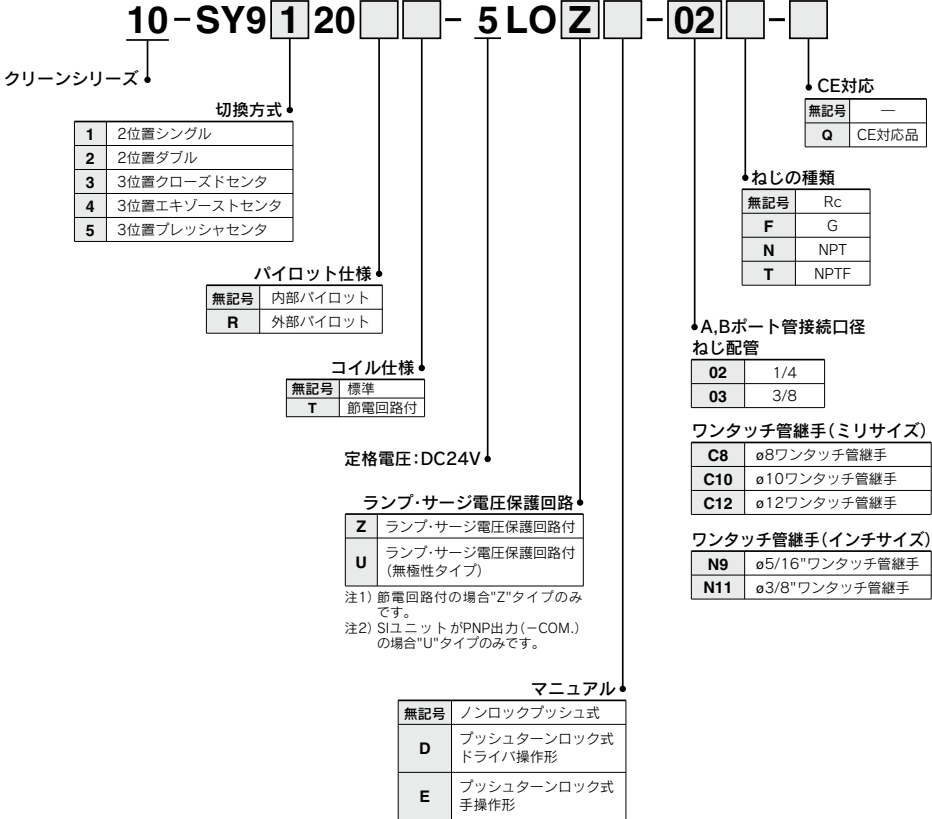 10-SY9 1 20 □ □ - 5 LO Z □ - 02 □ - □
クリーンシリーズ
切換方式
1 2位置シングル
2 2位置ダブル
3 3位置クローズドセンタ
4 3位置エキゾーストセンタ
5 3位置プレッシャセンタ
パイロット仕様
無記号 内部パイロット
R 外部パイロット
コイル仕様
無記号 標準
T 節電回路付
定格電圧：DC24V
ランプ・サージ電圧保護回路
Z ランプ・サージ電圧保護回路付
U ランプ・サージ電圧保護回路付
（無極性タイプ）
注1) 節電回路付の場合"Z"タイプのみ
です。
注2) SIユニットがPNP出力(−COM.)
の場合"U"タイプのみです。
マニュアル
無記号 ノンロックプッシュ式
D プッシュターンロック式
ドライバ操作形
E プッシュターンロック式
手操作形
CE対応
無記号 ―
Q CE対応品
ねじの種類
無記号 Rc
F G
N NPT
T NPTF
A,Bポート管接続口径
ねじ配管
02 1/4
03 3/8
ワンタッチ管継手（ミリサイズ）
C8 ø8ワンタッチ管継手
C10 ø10ワンタッチ管継手
C12 ø12ワンタッチ管継手
ワンタッチ管継手（インチサイズ）
N9 ø5/16"ワンタッチ管継手
N11 ø3/8"ワンタッチ管継手